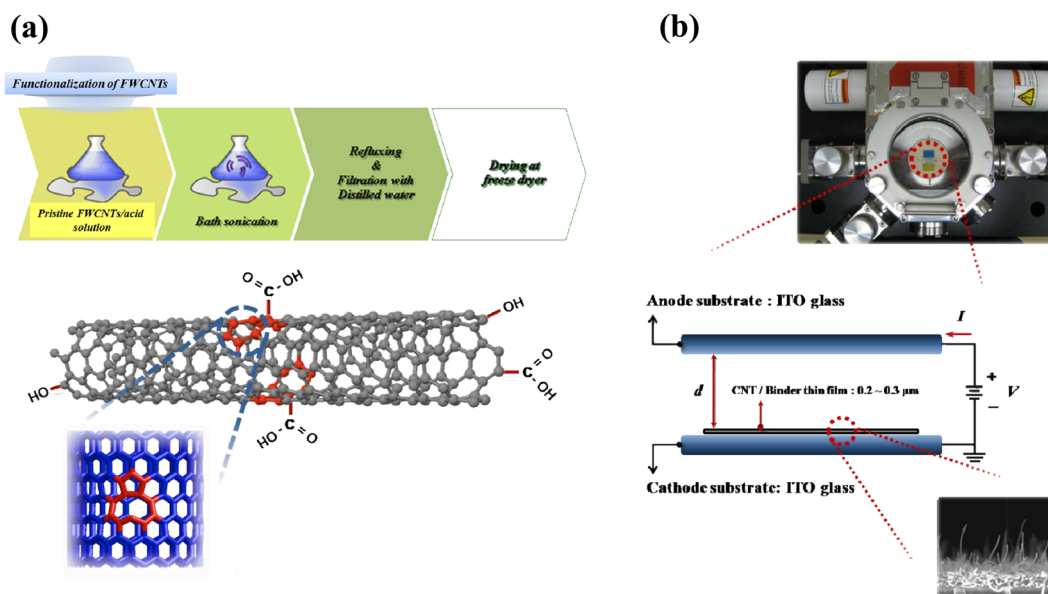 (a)
Functionalization of FWCNTs
Pristine FWCNTs/acid
solution
Bath sonication
Refluxing
&
Filtration with
Distilled water
Drying at
freeze dryer
O=C-OH
OH
C=O
OH
HO
HO-C=O
(b)
Anode substrate : ITO glass
I
d
CNT / Binder thin film : 0.2 ~ 0.3 μm
+
V
–
Cathode substrate: ITO glass